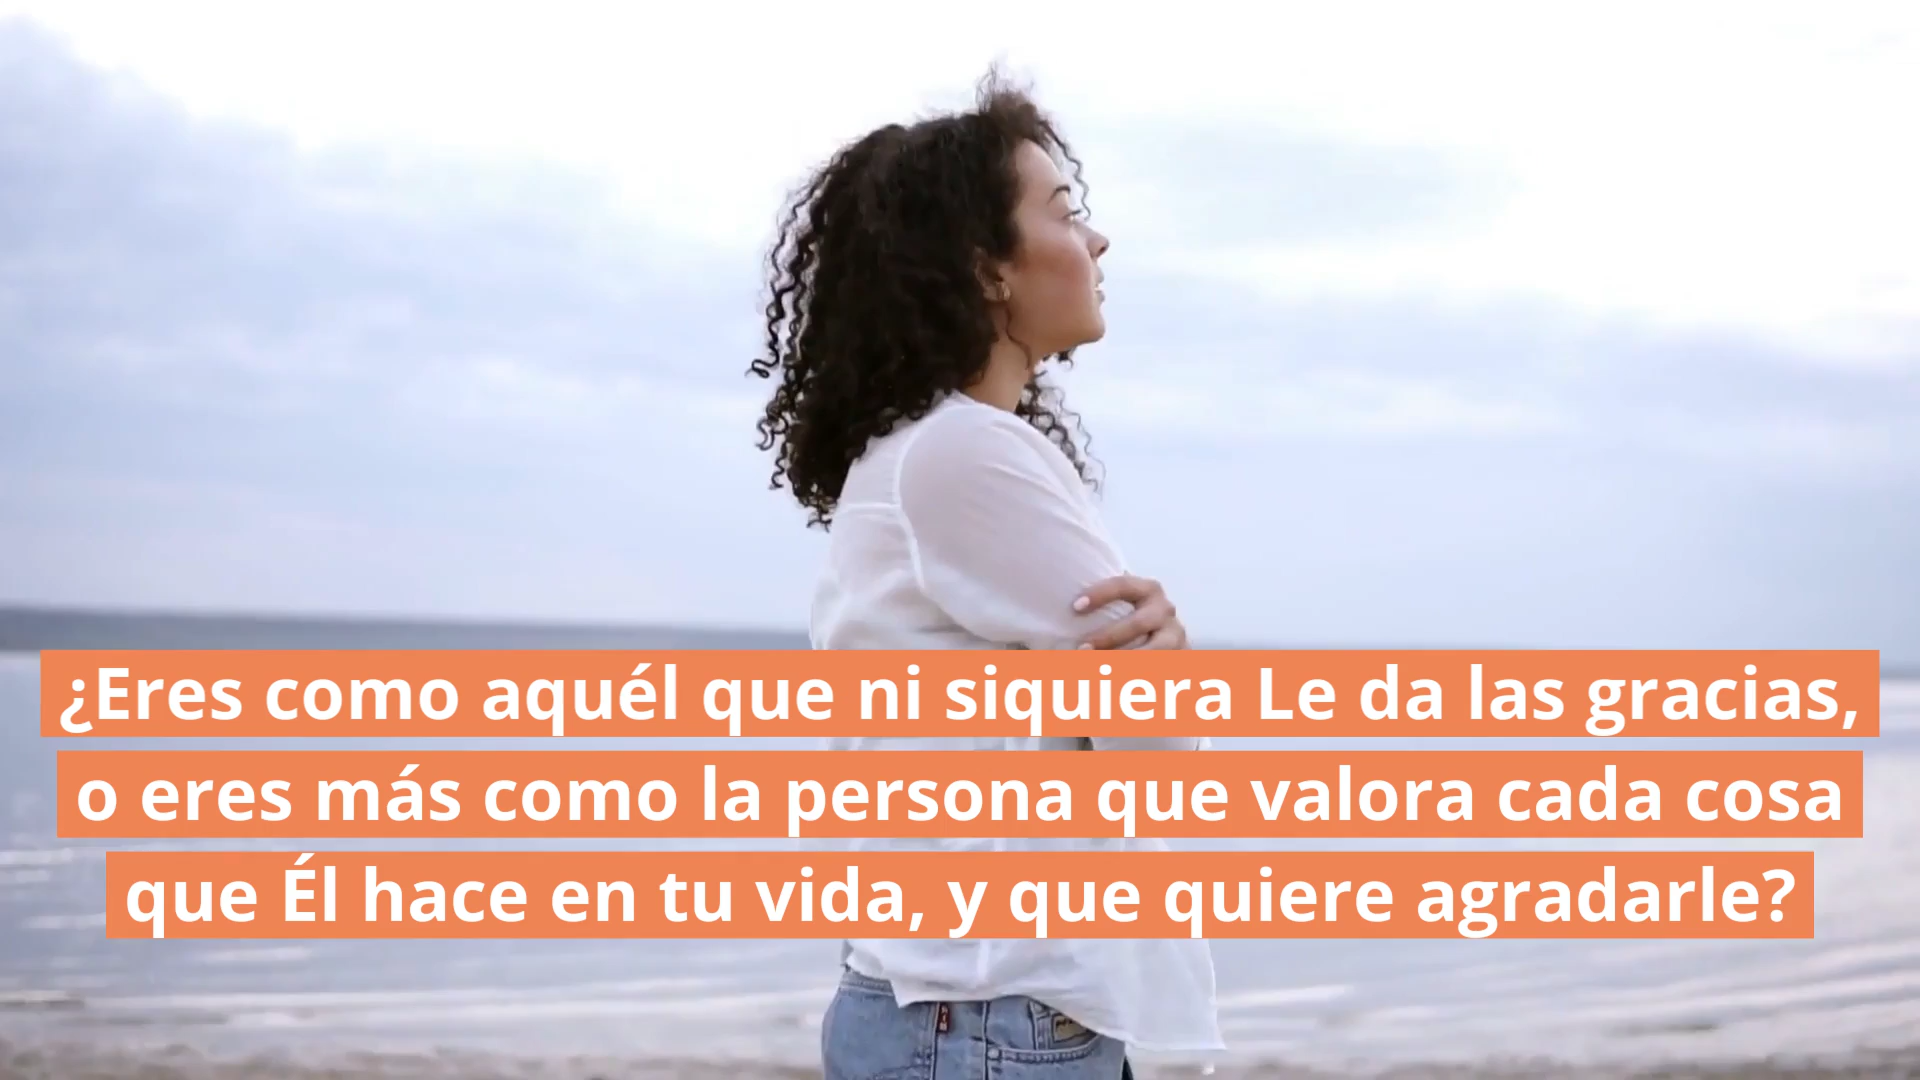 ¿Eres como aquél que ni siquiera Le da las gracias,
o eres más como la persona que valora cada cosa
que Él hace en tu vida, y que quiere agradarle?